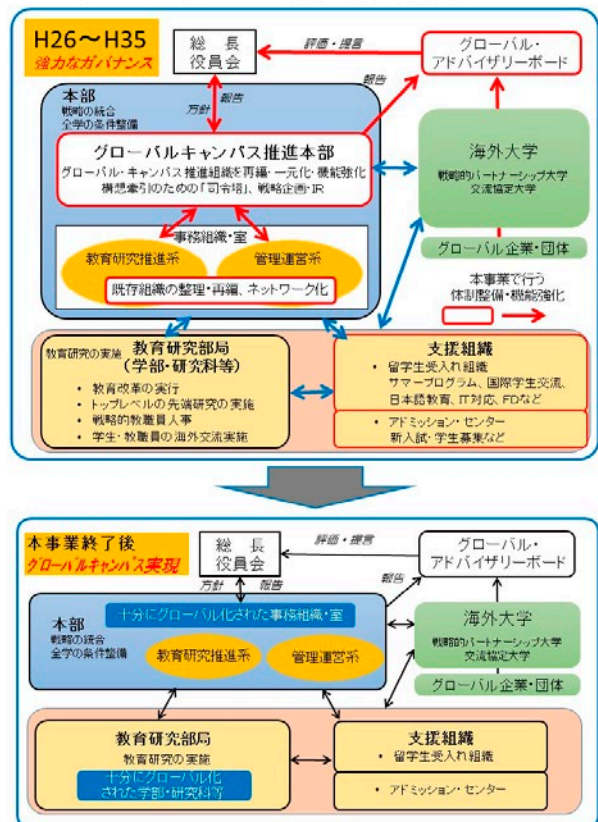 H26～H35
強力なガバナンス
総 長
役員会
評価・提言
グローバル・
アドバイザリーボード
報告
方針
報告
本部
戦略の統合
全学の条件整備
グローバルキャンパス推進本部
グローバル・キャンパス推進組織を再編・一元化・機能強化
構想牽引のための「司令塔」、戦略企画・IR
海外大学
戦略的パートナーシップ大学
交流協定大学
グローバル企業・団体
事務組織・室
教育研究推進系
管理運営系
既存組織の整理・再編、ネットワーク化
本事業で行う
体制整備・機能強化
教育研究の実施
教育研究部局
(学部・研究科等)
• 教育改革の実行
• トップレベルの先端研究の実施
• 戦略的教職員人事
• 学生・教職員の海外交流実施
支援組織
• 留学生受入れ組織
サマープログラム、国際学生交流、
日本語教育、IT対応、FDなど
• アドミッション・センター
新入試・学生募集など
本事業終了後
グローバルキャンパス実現
総 長
役員会
評価・提言
グローバル・
アドバイザリーボード
方針
報告
報告
本部
戦略の統合
全学の条件整備
十分にグローバル化された事務組織・室
教育研究推進系
管理運営系
海外大学
戦略的パートナーシップ大学
交流協定大学
グローバル企業・団体
教育研究部局
教育研究の実施
十分にグローバル化
された学部・研究科等
支援組織
• 留学生受入れ組織
• アドミッション・センター